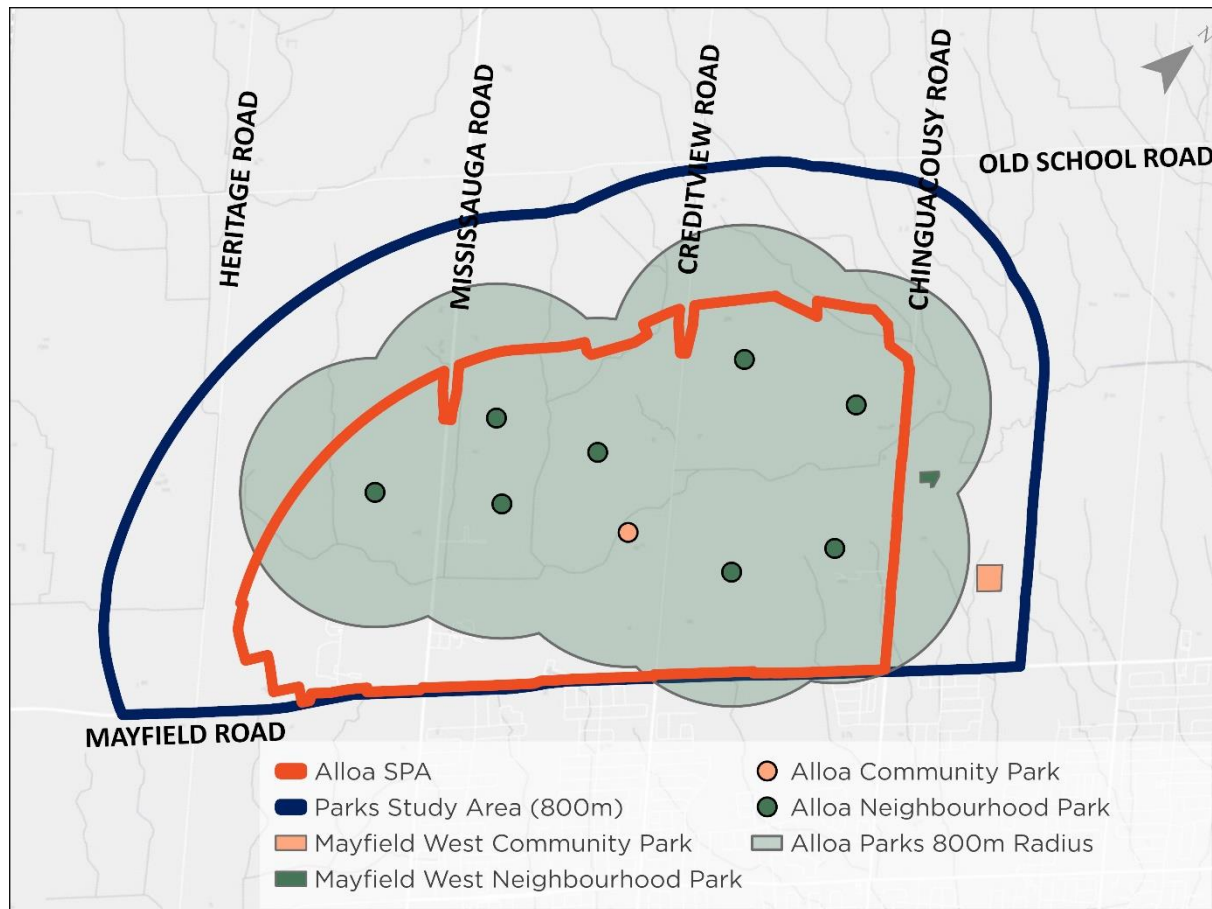 N
HERITAGE ROAD
MISSISSAUGA ROAD
CREDITVIEW ROAD
CHINGUACOUSY ROAD
OLD SCHOOL ROAD
MAYFIELD ROAD
Alloa SPA
Parks Study Area (800m)
Mayfield West Community Park
Mayfield West Neighbourhood Park
Alloa Community Park
Alloa Neighbourhood Park
Alloa Parks 800m Radius